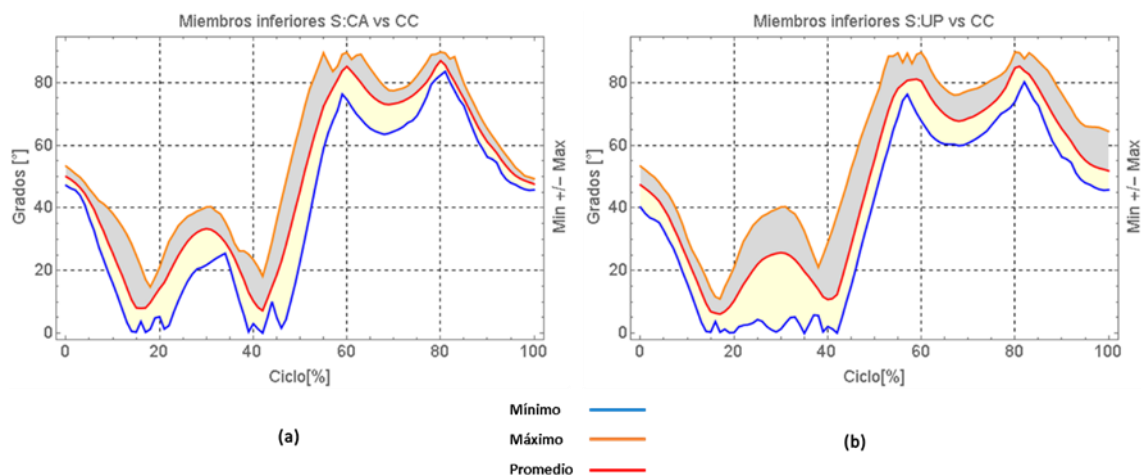 Miembros inferiores S:CA vs CC
Miembros inferiores S:UP vs CC
Grados [°]
80
60
40
20
0
0 20 40 60 80 100
Ciclo[%]
Min +/− Max
Grados [°]
80
60
40
20
0
0 20 40 60 80 100
Ciclo[%]
Min +/− Max
(a)
Mínimo
Máximo
Promedio
(b)